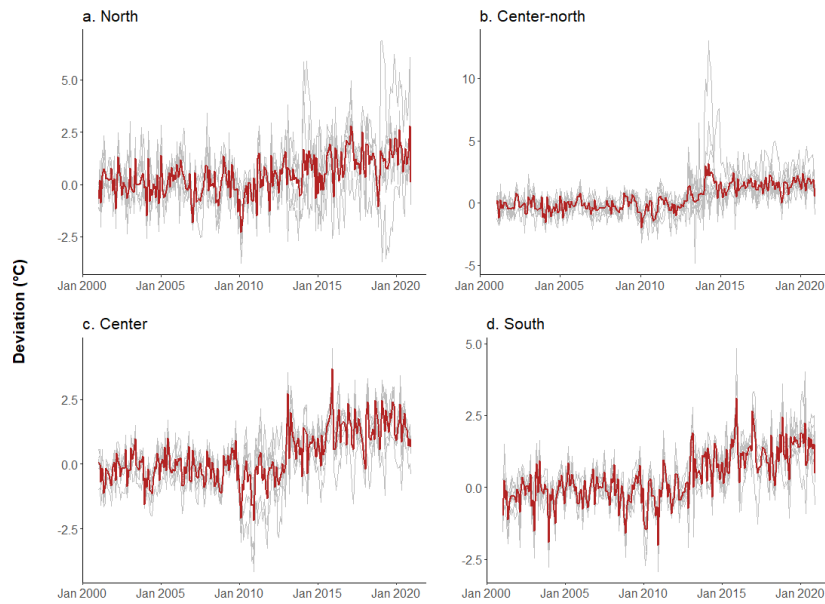 a. North
b. Center-north
5.0
2.5
0.0
-2.5
10
5
0
-5
Jan 2000
Jan 2005
Jan 2010
Jan 2015
Jan 2020
Jan 2000
Jan 2005
Jan 2010
Jan 2015
Jan 2020
Deviation (°C)
c. Center
d. South
2.5
0.0
-2.5
5.0
2.5
0.0
-2.5
Jan 2000
Jan 2005
Jan 2010
Jan 2015
Jan 2020
Jan 2000
Jan 2005
Jan 2010
Jan 2015
Jan 2020